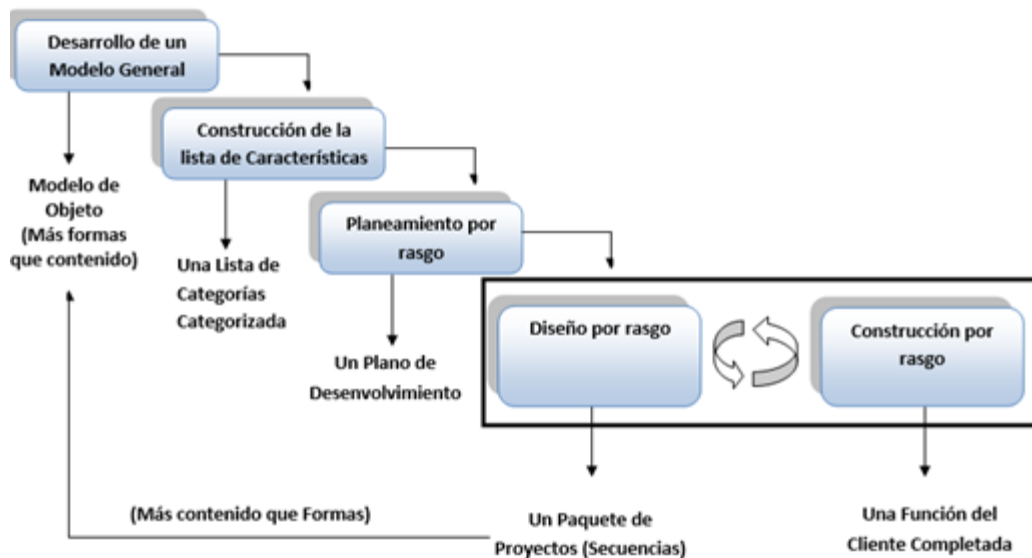 Desarrollo de un
Modelo General
Construcción de la
lista de Características
Modelo de
Objeto
(Más formas
que contenido)
Planeamiento por
rasgo
Una Lista de
Categorías
Categorizada
Diseño por rasgo
Construcción por
rasgo
Un Plano de
Desenvolvimiento
(Más contenido que Formas)
Un Paquete de
Proyectos (Secuencias)
Una Función del
Cliente Completada